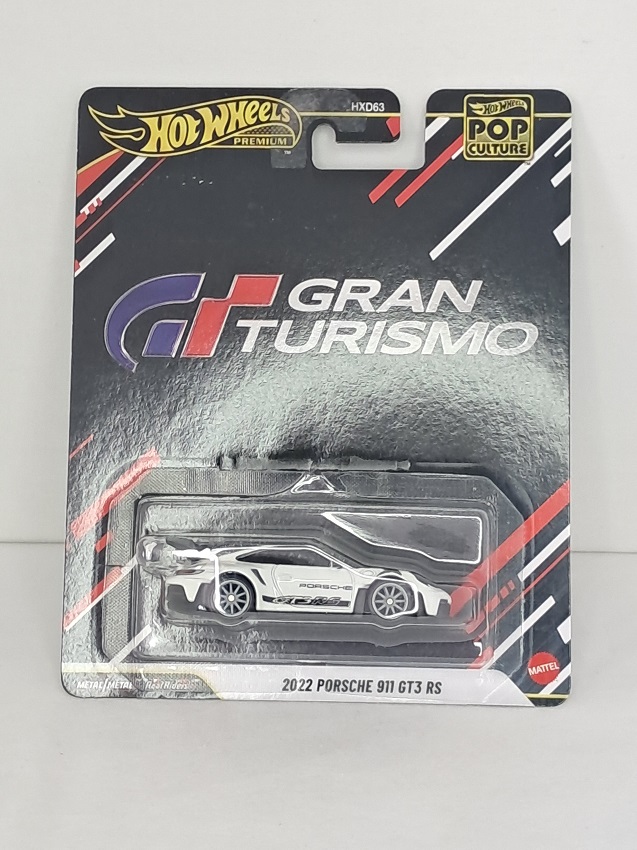 HOT WHEELS
PREMIUM
™
HXD63
HOT WHEELS
POP
CULTURE
GRAN
TURISMO
PORSCHE
GT3 RS
METAL/METAL
Real Riders
2022 PORSCHE 911 GT3 RS
MATTEL